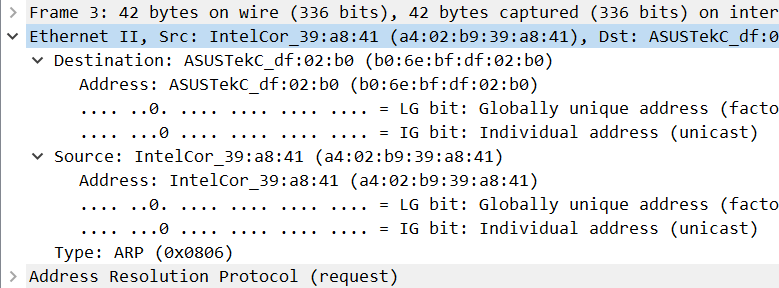 Frame 3: 42 bytes on wire (336 bits), 42 bytes captured (336 bits) on inter
Ethernet II, Src: IntelCor_39:a8:41 (a4:02:b9:39:a8:41), Dst: ASUSTekC_df:0
Destination: ASUSTekC_df:02:b0 (b0:6e:bf:df:02:b0)
Address: ASUSTekC_df:02:b0 (b0:6e:bf:df:02:b0)
.... ..0. .... .... .... .... = LG bit: Globally unique address (facto
.... ...0 .... .... .... .... = IG bit: Individual address (unicast)
Source: IntelCor_39:a8:41 (a4:02:b9:39:a8:41)
Address: IntelCor_39:a8:41 (a4:02:b9:39:a8:41)
.... ..0. .... .... .... .... = LG bit: Globally unique address (facto
.... ...0 .... .... .... .... = IG bit: Individual address (unicast)
Type: ARP (0x0806)
Address Resolution Protocol (request)